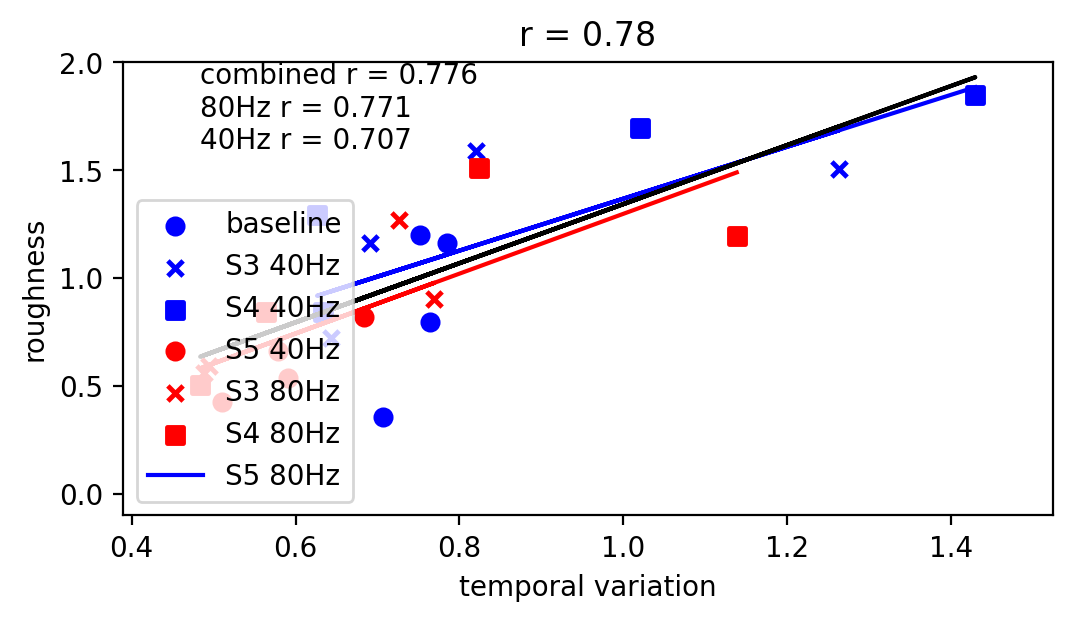 r = 0.78
combined r = 0.776
80Hz r = 0.771
40Hz r = 0.707
roughness
2.0
1.5
1.0
0.5
0.0
baseline
S3 40Hz
S4 40Hz
S5 40Hz
S3 80Hz
S4 80Hz
S5 80Hz
0.4 0.6 0.8 1.0 1.2 1.4
temporal variation